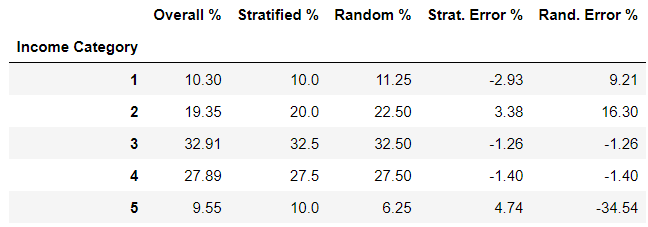 Overall % Stratified % Random % Strat. Error % Rand. Error %
Income Category
1 10.30 10.0 11.25 -2.93 9.21
2 19.35 20.0 22.50 3.38 16.30
3 32.91 32.5 32.50 -1.26 -1.26
4 27.89 27.5 27.50 -1.40 -1.40
5 9.55 10.0 6.25 4.74 -34.54